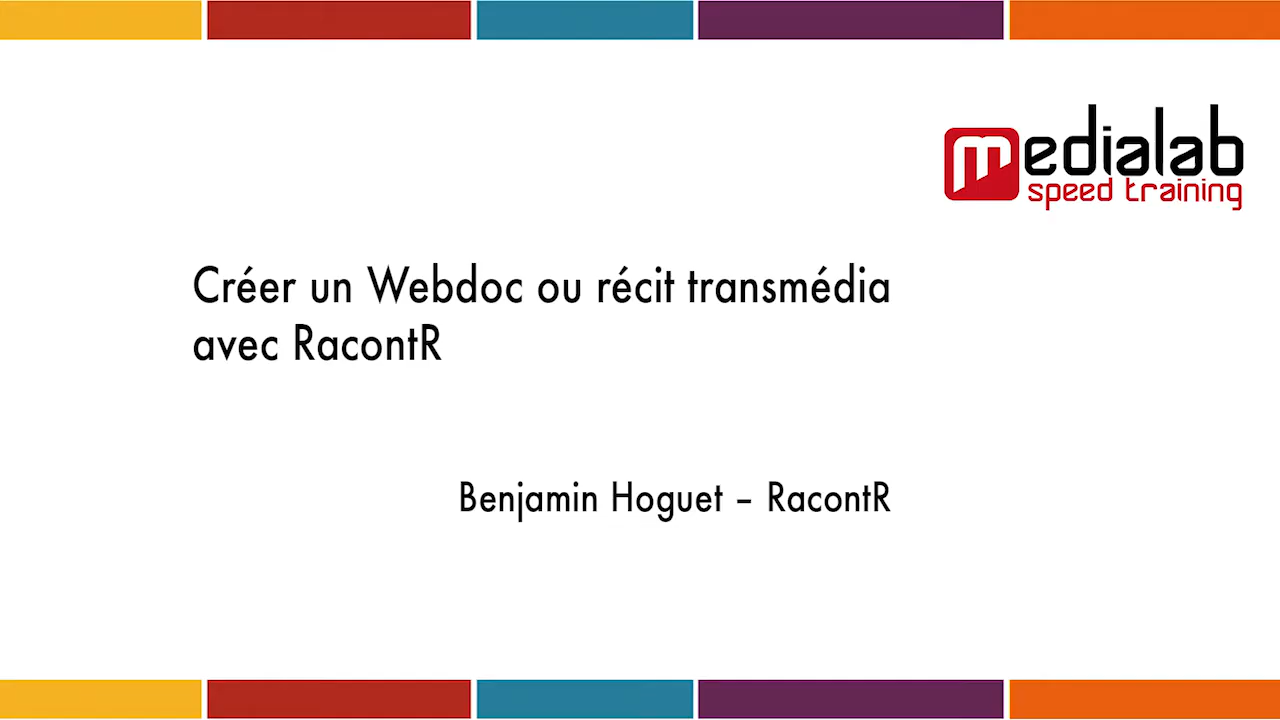 medialab
speed training
Créer un Webdoc ou récit transmédia
avec RacontR
Benjamin Hoguet – RacontR